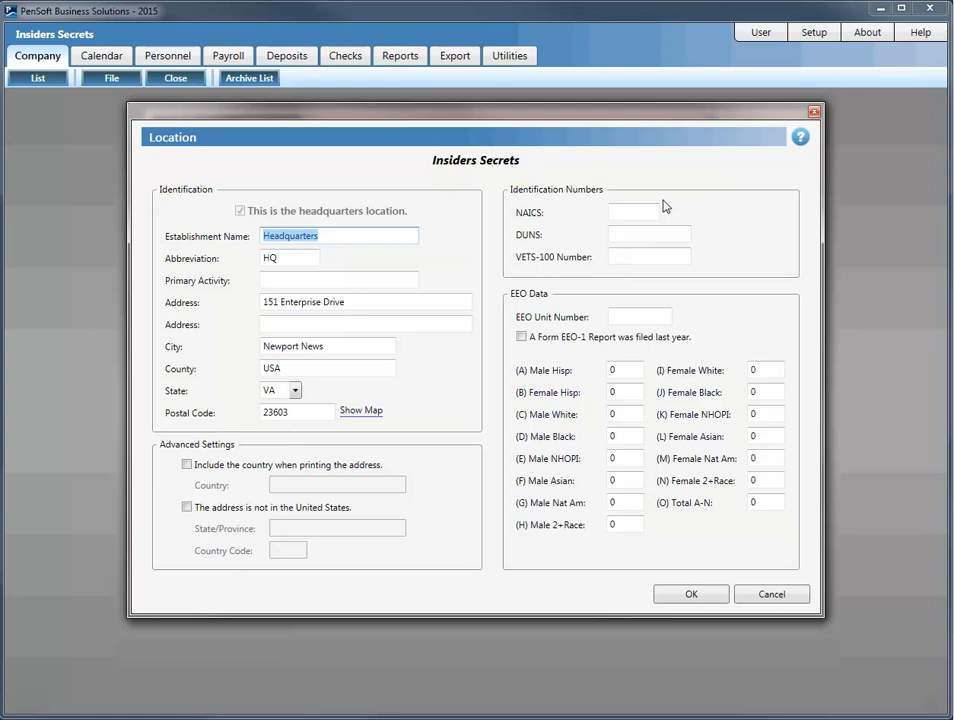 PenSoft Business Solutions - 2015
Insiders Secrets
User Setup About Help
Company Calendar Personnel Payroll Deposits Checks Reports Export Utilities
List File Close Archive List
Location
?
Insiders Secrets
Identification
This is the headquarters location.
Establishment Name: Headquarters
Abbreviation: HQ
Primary Activity:
Address: 151 Enterprise Drive
Address:
City: Newport News
County: USA
State: VA
Postal Code: 23603 Show Map
Advanced Settings
Include the country when printing the address.
Country:
The address is not in the United States.
State/Province:
Country Code:
Identification Numbers
NAICS:
DUNS:
VETS-100 Number:
EEO Data
EEO Unit Number:
A Form EEO-1 Report was filed last year.
(A) Male Hisp: 0 (I) Female White: 0
(B) Female Hisp: 0 (J) Female Black: 0
(C) Male White: 0 (K) Female NHOPI: 0
(D) Male Black: 0 (L) Female Asian: 0
(E) Male NHOPI: 0 (M) Female Nat Am: 0
(F) Male Asian: 0 (N) Female 2+Race: 0
(G) Male Nat Am: 0 (O) Total A-N: 0
(H) Male 2+Race: 0
OK Cancel